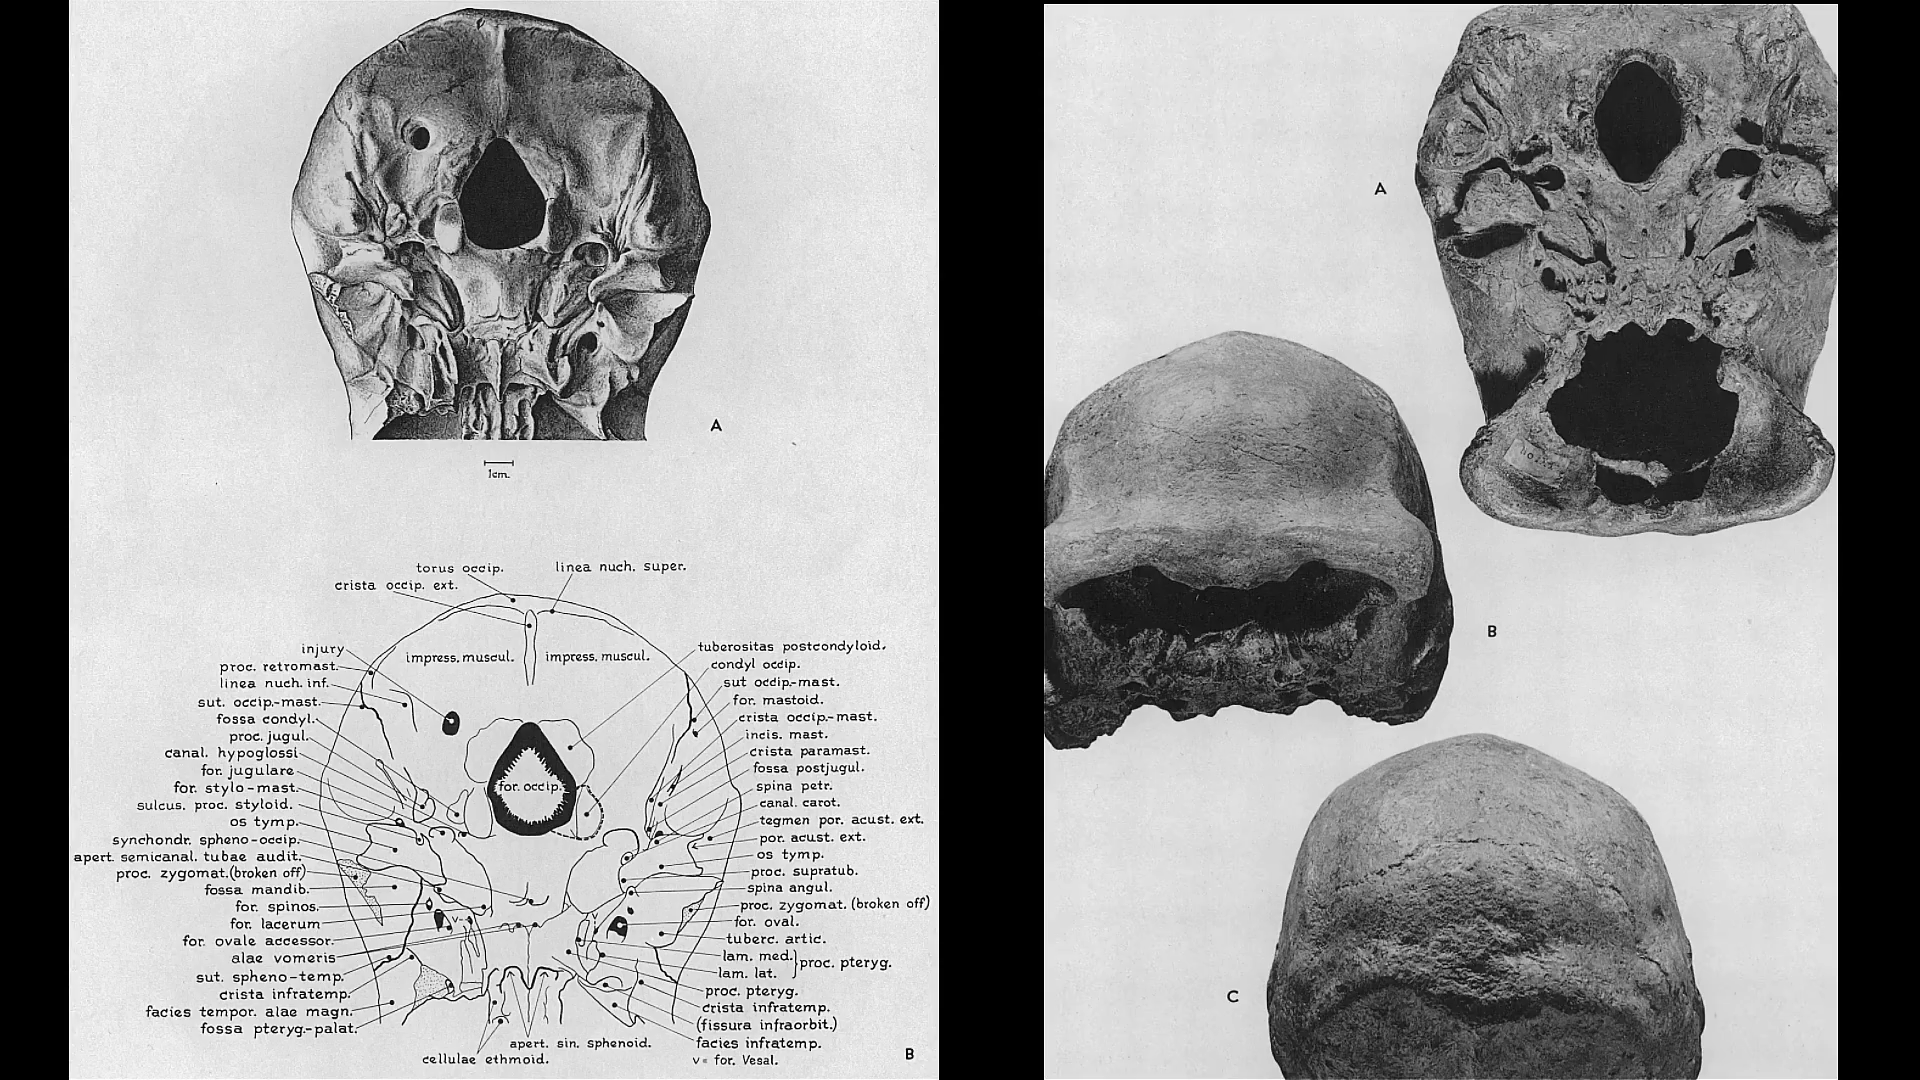 A
1cm.
torus occip.
linea nuch. super.
crista occip. ext.
injury
proc. retromast.
linea nuch. inf.
sut. occip.-mast.
fossa condyl.
proc. jugul.
canal. hypoglossi
for. jugulare
for. stylo-mast.
sulcus. proc. styloid.
os tymp.
synchondr. spheno-occip.
apert. semicanal. tubae audit.
proc. zygomat.(broken off)
fossa mandib.
for. spinos.
for. lacerum
for. ovale accessor.
alae vomeris
sut. spheno-temp.
crista infratemp.
facies tempor. alae magn.
fossa pteryg.-palat.
impress. muscul. impress. muscul.
for. occip.
v
v
tuberositas postcondyloid.
condyl occip.
sut occip.-mast.
for. mastoid.
crista occip.-mast.
incis. mast.
crista paramast.
fossa postjugul.
spina petr.
canal. carot.
tegmen por. acust. ext.
por. acust. ext.
os tymp.
proc. supratub.
spina angul.
proc. zygomat. (broken off)
for. oval.
tuberc. artic.
lam. med.
lam. lat.
proc. pteryg.
proc. pteryg.
crista infratemp.
(fissura infraorbit.)
facies infratemp.
v = for. Vesal.
apert. sin. sphenoid.
cellulae ethmoid.
B
A
B
C